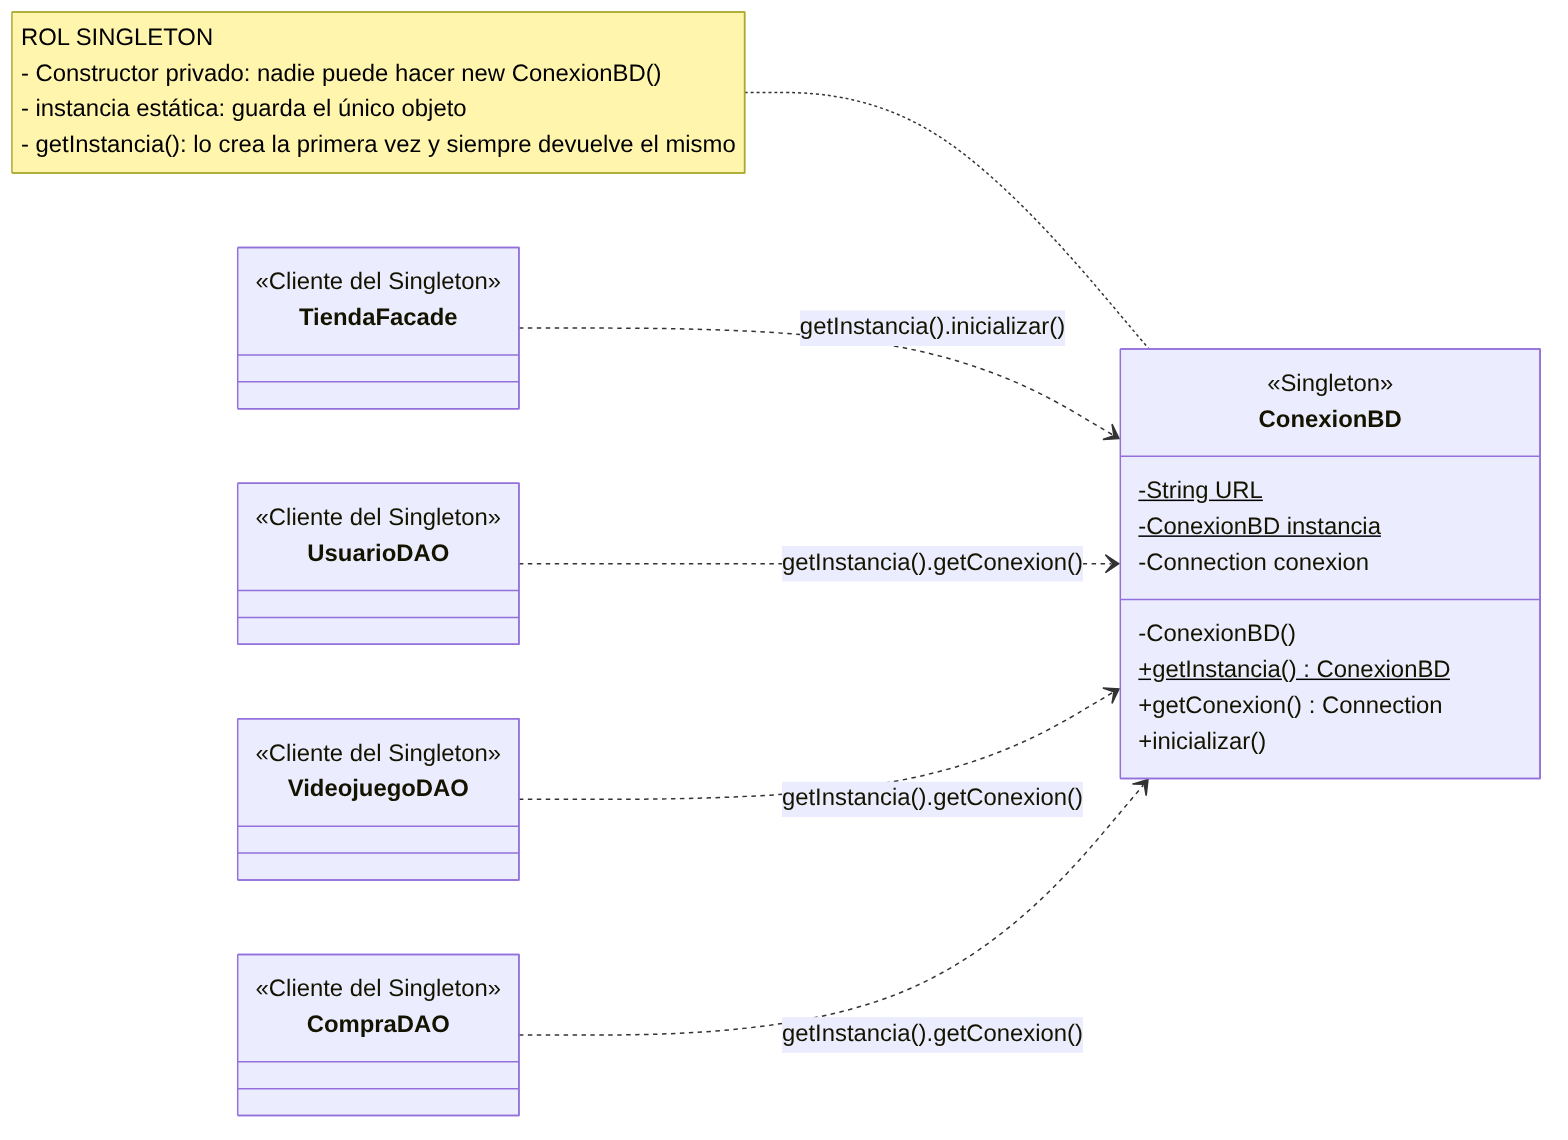 ROL SINGLETON
- Constructor privado: nadie puede hacer new ConexionBD()
- instancia estática: guarda el único objeto
- getInstancia(): lo crea la primera vez y siempre devuelve el mismo
«Cliente del Singleton»
TiendaFacade
getInstancia().inicializar()
«Singleton»
ConexionBD
-String URL
-ConexionBD instancia
-Connection conexion
-ConexionBD()
+getInstancia() : ConexionBD
+getConexion() : Connection
+inicializar()
«Cliente del Singleton»
UsuarioDAO
getInstancia().getConexion()
«Cliente del Singleton»
VideojuegoDAO
getInstancia().getConexion()
«Cliente del Singleton»
CompraDAO
getInstancia().getConexion()